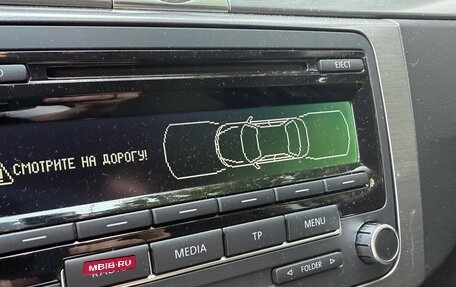 EJECT
СМОТРИТЕ НА ДОРОГУ!
MBIB.RU
MEDIA
TP
MENU
< FOLDER >